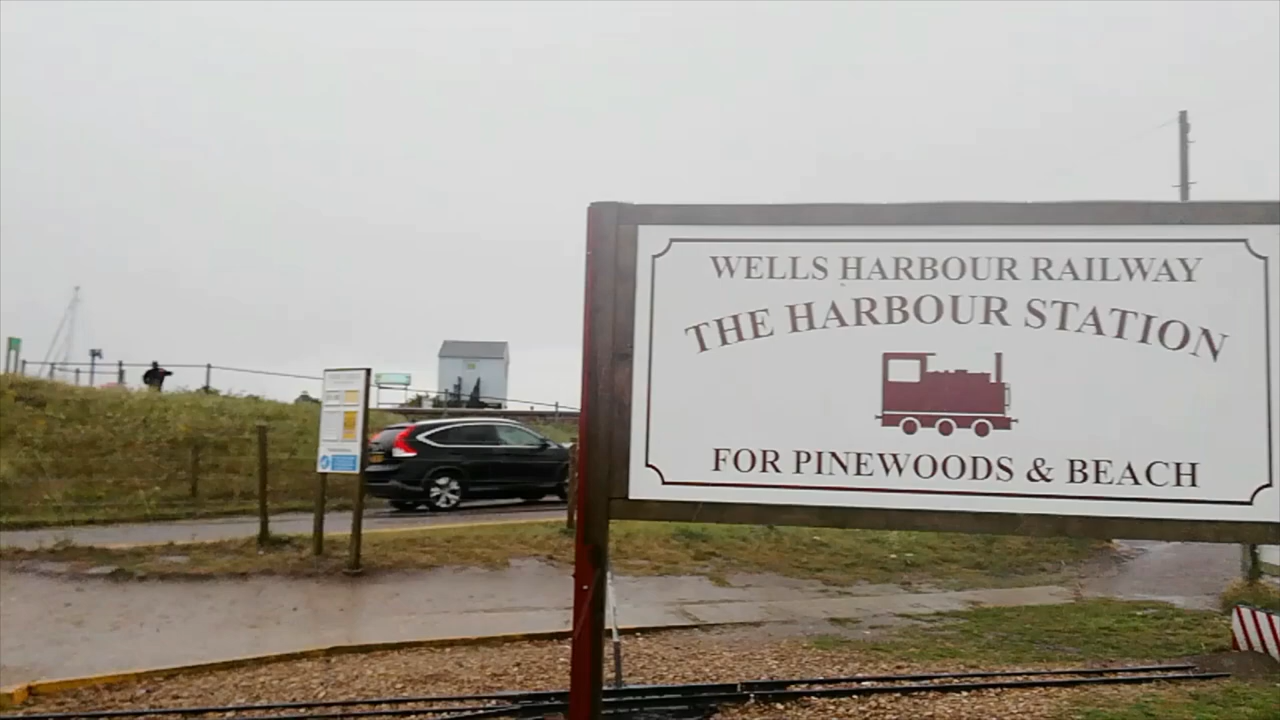 WELLS HARBOUR RAILWAY
THE HARBOUR STATION
FOR PINEWOODS & BEACH